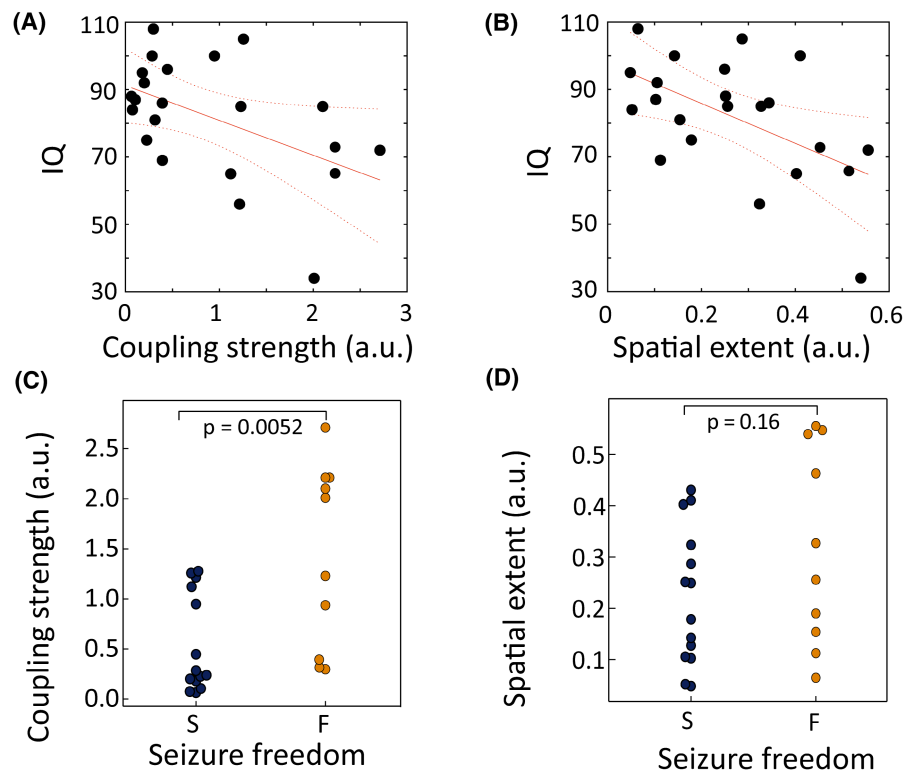 (A)
110
90
70
50
30
IQ
0 1 2 3
Coupling strength (a.u.)
(B)
110
90
70
50
30
IQ
0 0.2 0.4 0.6
Spatial extent (a.u.)
(C)
p = 0.0052
2.5
2.0
1.5
1.0
0.5
0.0
Coupling strength (a.u.)
S F
Seizure freedom
(D)
p = 0.16
0.5
0.4
0.3
0.2
0.1
Spatial extent (a.u.)
S F
Seizure freedom